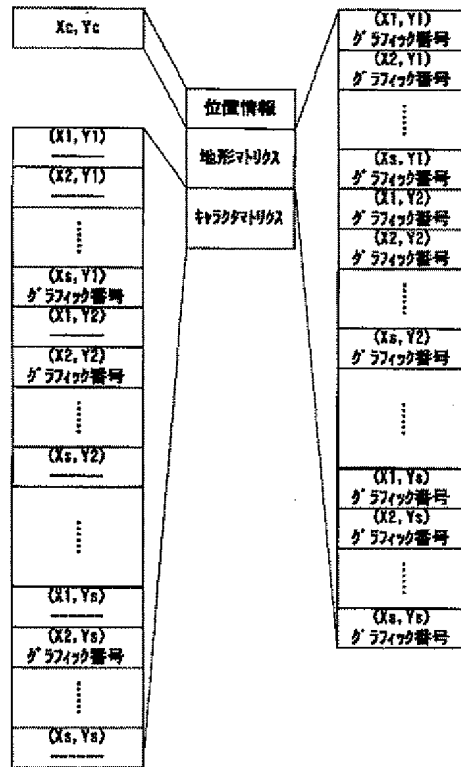 Xc, Yc
位置情報
地形マトリクス
キャラクタマトリクス
(X1, Y1)
(X2, Y1)
(Xs, Y1)
グラフィック番号
(X1, Y2)
(X2, Y2)
グラフィック番号
(Xs, Y2)
(X1, Ys)
(X2, Ys)
グラフィック番号
(Xs, Ys)
(X1, Y1)
グラフィック番号
(X2, Y1)
グラフィック番号
(Xs, Y1)
グラフィック番号
(X1, Y2)
グラフィック番号
(X2, Y2)
グラフィック番号
(Xs, Y2)
グラフィック番号
(X1, Ys)
グラフィック番号
(X2, Ys)
グラフィック番号
(Xs, Ys)
グラフィック番号